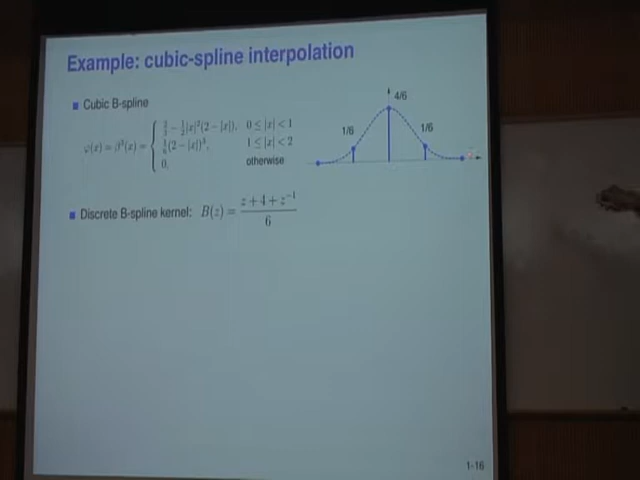 Example: cubic-spline interpolation
Cubic B-spline
φ(x) = β³(x) = { 2/3 − 1/2|x|²(2 − |x|), 0 ≤ |x| < 1
1/6(2 − |x|)³, 1 ≤ |x| < 2
0, otherwise
4/6
1/6
1/6
Discrete B-spline kernel: B(z) = (z + 4 + z⁻¹)/6
1-16